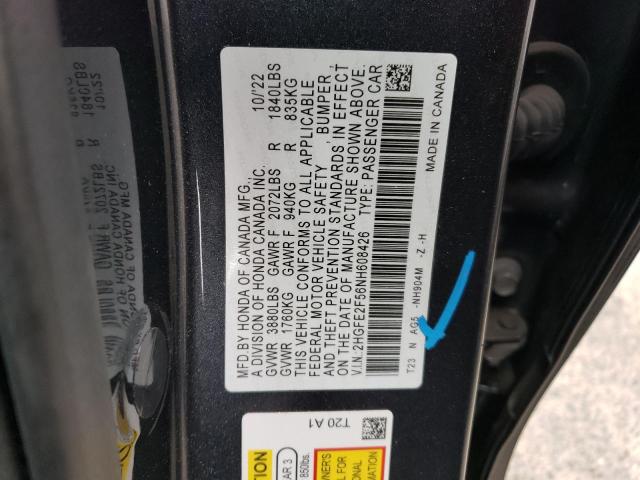 MFD.BY HONDA OF CANADA MFG., 10/'22
A DIVISION OF HONDA CANADA INC.
GVWR 3880LBS GAWR F 2072LBS R 1840LBS
GVWR 1760KG GAWR F 940KG R 835KG
THIS VEHICLE CONFORMS TO ALL APPLICABLE
FEDERAL MOTOR VEHICLE SAFETY, BUMPER,
AND THEFT PREVENTION STANDARDS IN EFFECT
ON THE DATE OF MANUFACTURE SHOWN ABOVE.
V.I.N.:2HGFE2F56NH608426 TYPE:PASSENGER CAR
MADE IN CANADA
T23 N AG5 -NH904M -Z -H
T20 A1